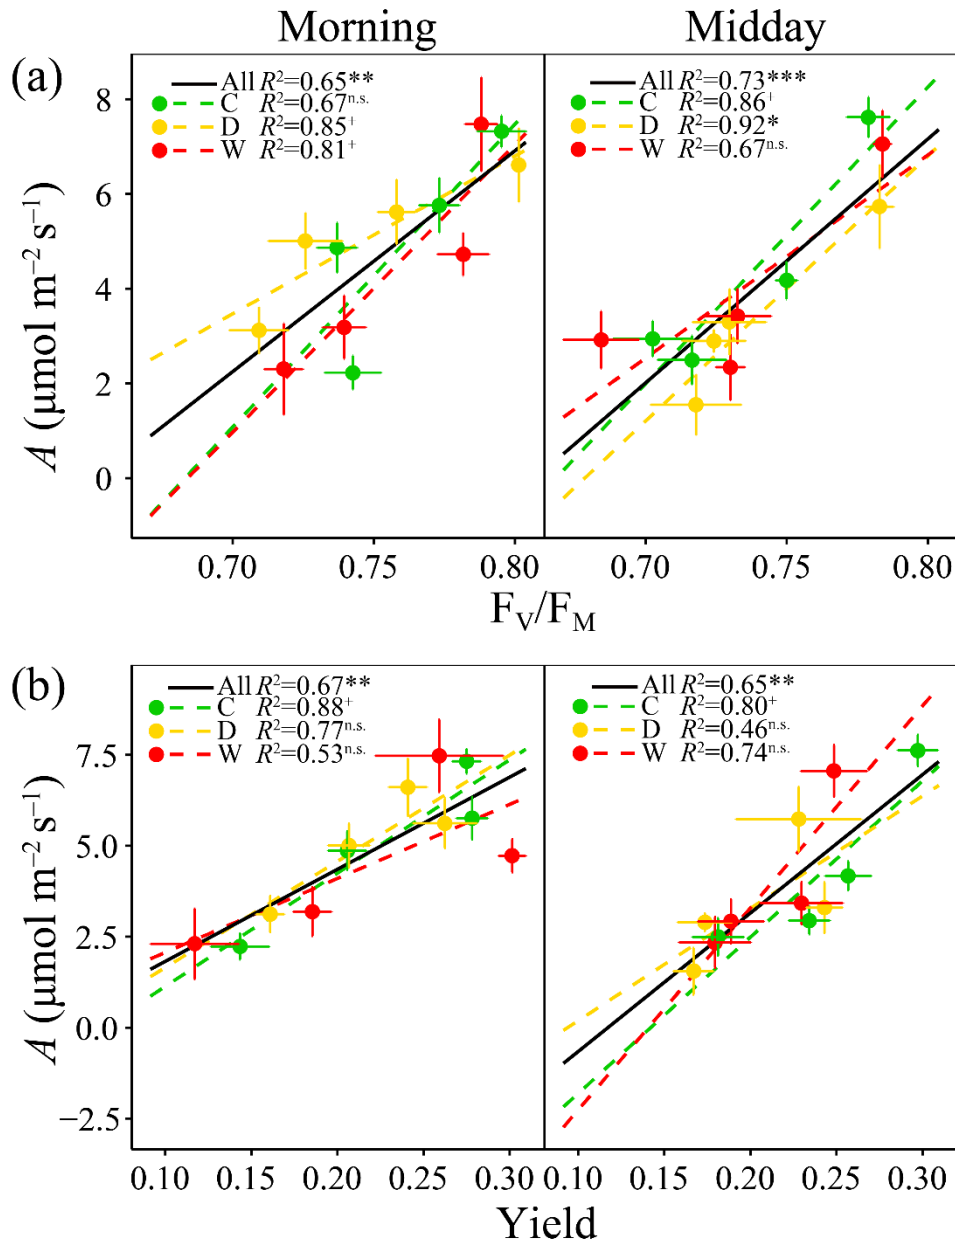 Morning Midday
(a)
All R²=0.65**
C R²=0.67n.s.
D R²=0.85+
W R²=0.81+
All R²=0.73***
C R²=0.86+
D R²=0.92*
W R²=0.67n.s.
8
6
4
2
0
A (µmol m⁻² s⁻¹)
0.70 0.75 0.80 0.70 0.75 0.80
FV/FM
(b)
All R²=0.67**
C R²=0.88+
D R²=0.77n.s.
W R²=0.53n.s.
All R²=0.65**
C R²=0.80+
D R²=0.46n.s.
W R²=0.74n.s.
7.5
5.0
2.5
0.0
−2.5
A (µmol m⁻² s⁻¹)
0.10 0.15 0.20 0.25 0.30 0.10 0.15 0.20 0.25 0.30
Yield